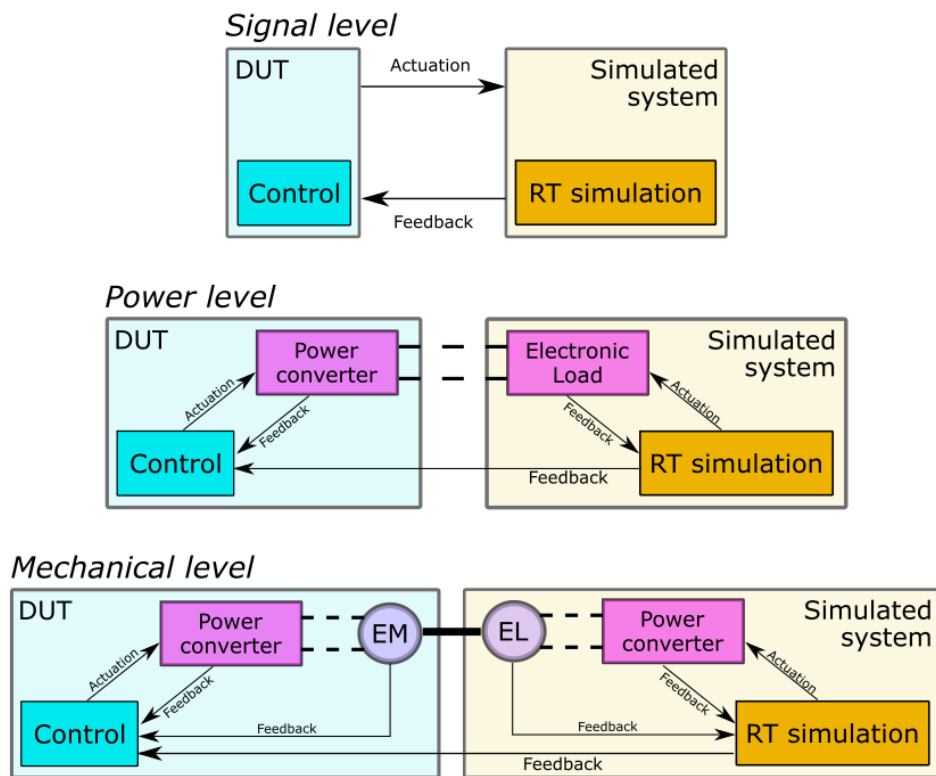 Signal level
DUT
Actuation
Simulated
system
Control
RT simulation
Feedback
Power level
DUT
Power
converter
Electronic
Load
Simulated
system
Actuation
Feedback
Feedback
Actuation
Control
Feedback
RT simulation
Mechanical level
DUT
Power
converter
EM
EL
Power
converter
Simulated
system
Actuation
Feedback
Feedback
Actuation
Control
Feedback
Feedback
RT simulation
Feedback